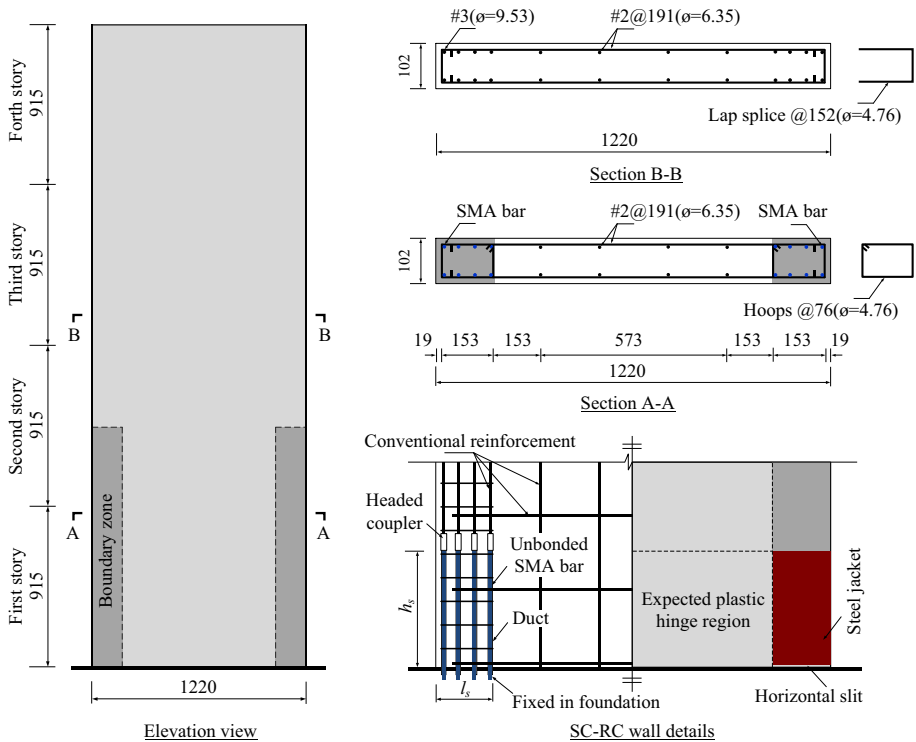 Forth story
915
Third story
915
Second story
915
First story
915
B
B
A
A
Boundary zone
1220
Elevation view
#3(ø=9.53)
#2@191(ø=6.35)
102
Lap splice @152(ø=4.76)
1220
Section B-B
SMA bar
#2@191(ø=6.35)
SMA bar
102
Hoops @76(ø=4.76)
19
153
153
573
153
153
19
1220
Section A-A
Conventional reinforcement
Headed
coupler
Unbonded
SMA bar
hs
Duct
Expected plastic
hinge region
Steel jacket
ls
Fixed in foundation
Horizontal slit
SC-RC wall details